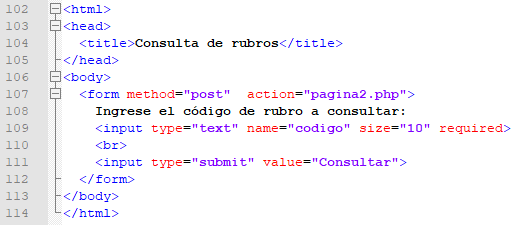 102 <html>
103 <head>
104 <title>Consulta de rubros</title>
105 </head>
106 <body>
107 <form method="post"  action="pagina2.php">
108 Ingrese el código de rubro a consultar:
109 <input type="text" name="codigo" size="10" required>
110 <br>
111 <input type="submit" value="Consultar">
112 </form>
113 </body>
114 </html>